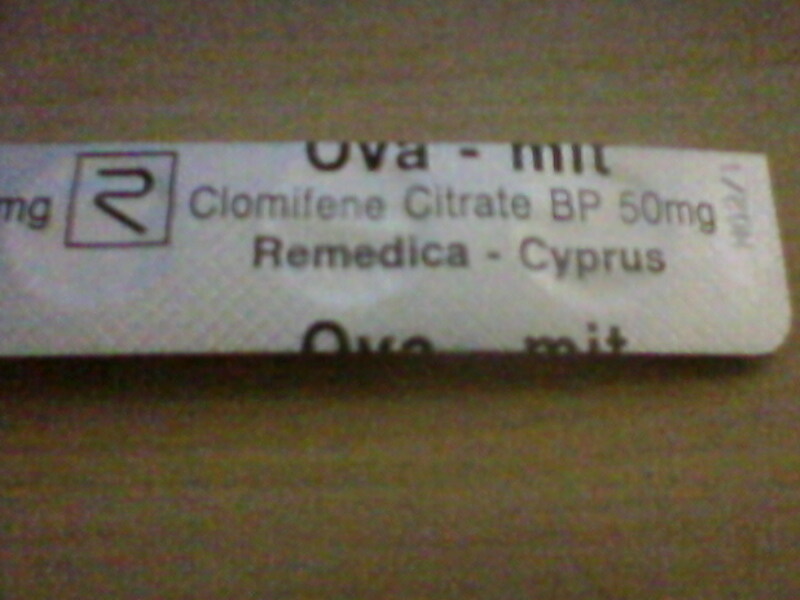 Ova - mit
mg
Clomifene Citrate BP 50mg
Remedica - Cyprus
Ova - mit